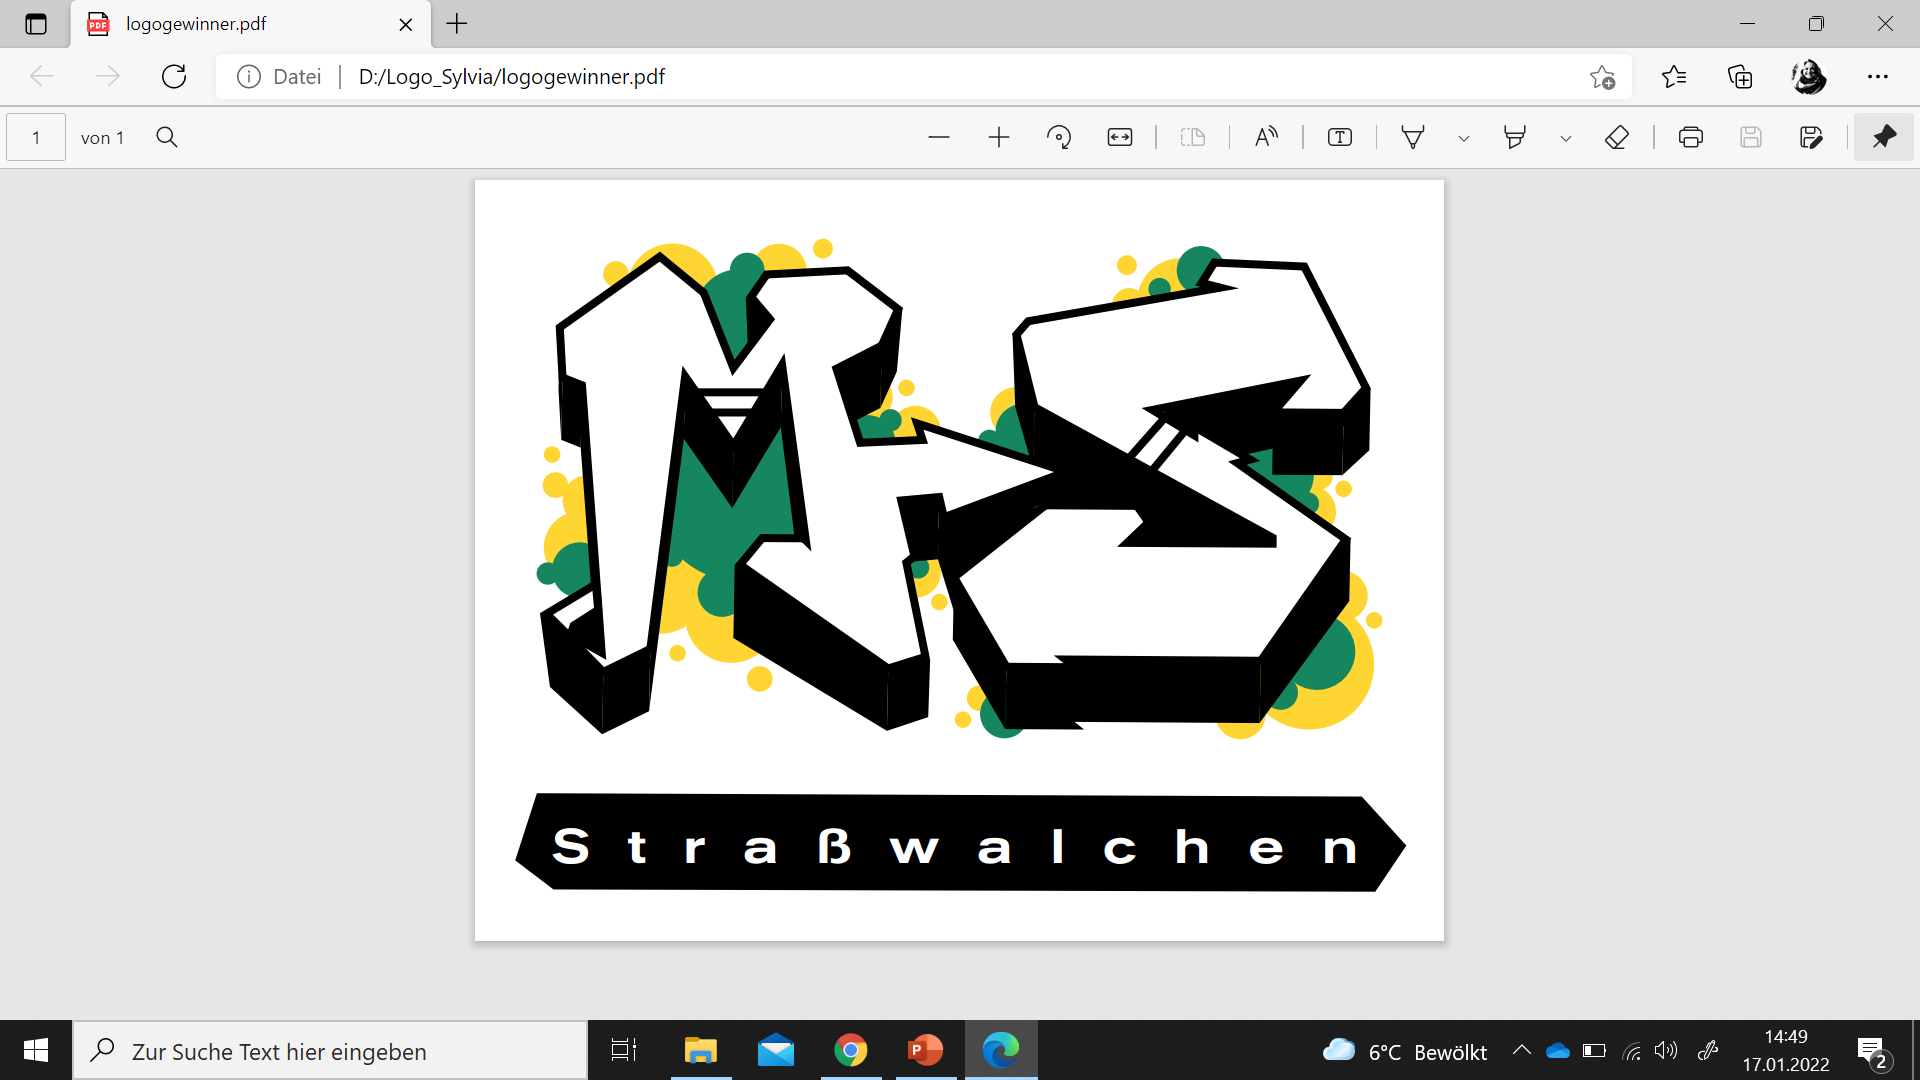 logogewinner.pdf
Datei D:/Logo_Sylvia/logogewinner.pdf
1 von 1
MS
Straßwalchen
Zur Suche Text hier eingeben
6°C Bewölkt
14:49
17.01.2022
2